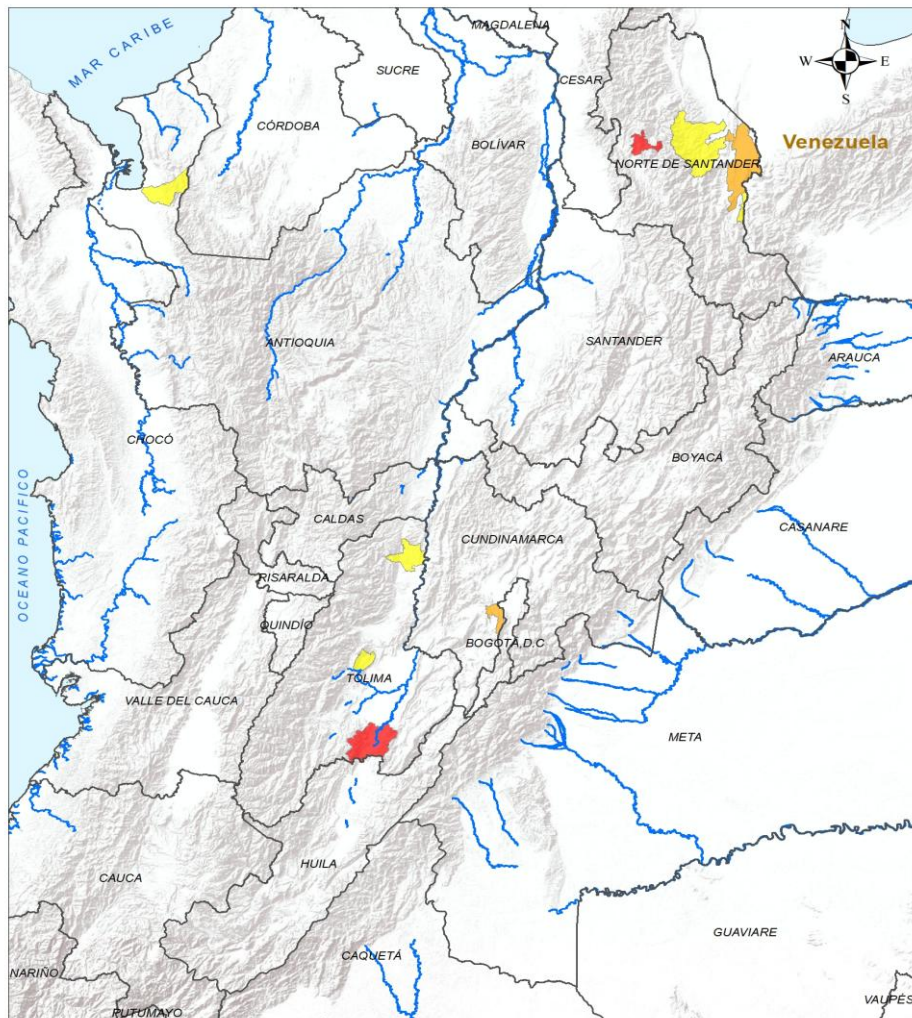 MAGDALENA
N
MAR CARIBE
SUCRE
CESAR
W
E
S
CÓRDOBA
BOLÍVAR
Venezuela
NORTE DE SANTANDER
ANTIOQUIA
SANTANDER
ARAUCA
CHOCÓ
BOYACÁ
OCEANO PACIFICO
CALDAS
CASANARE
CUNDINAMARCA
RISARALDA
QUINDÍO
BOGOTÁ,D.C
TOLIMA
VALLE DEL CAUCA
META
HUILA
CAUCA
GUAVIARE
CAQUETÁ
NARIÑO
VAUPÉS
PUTUMAYO